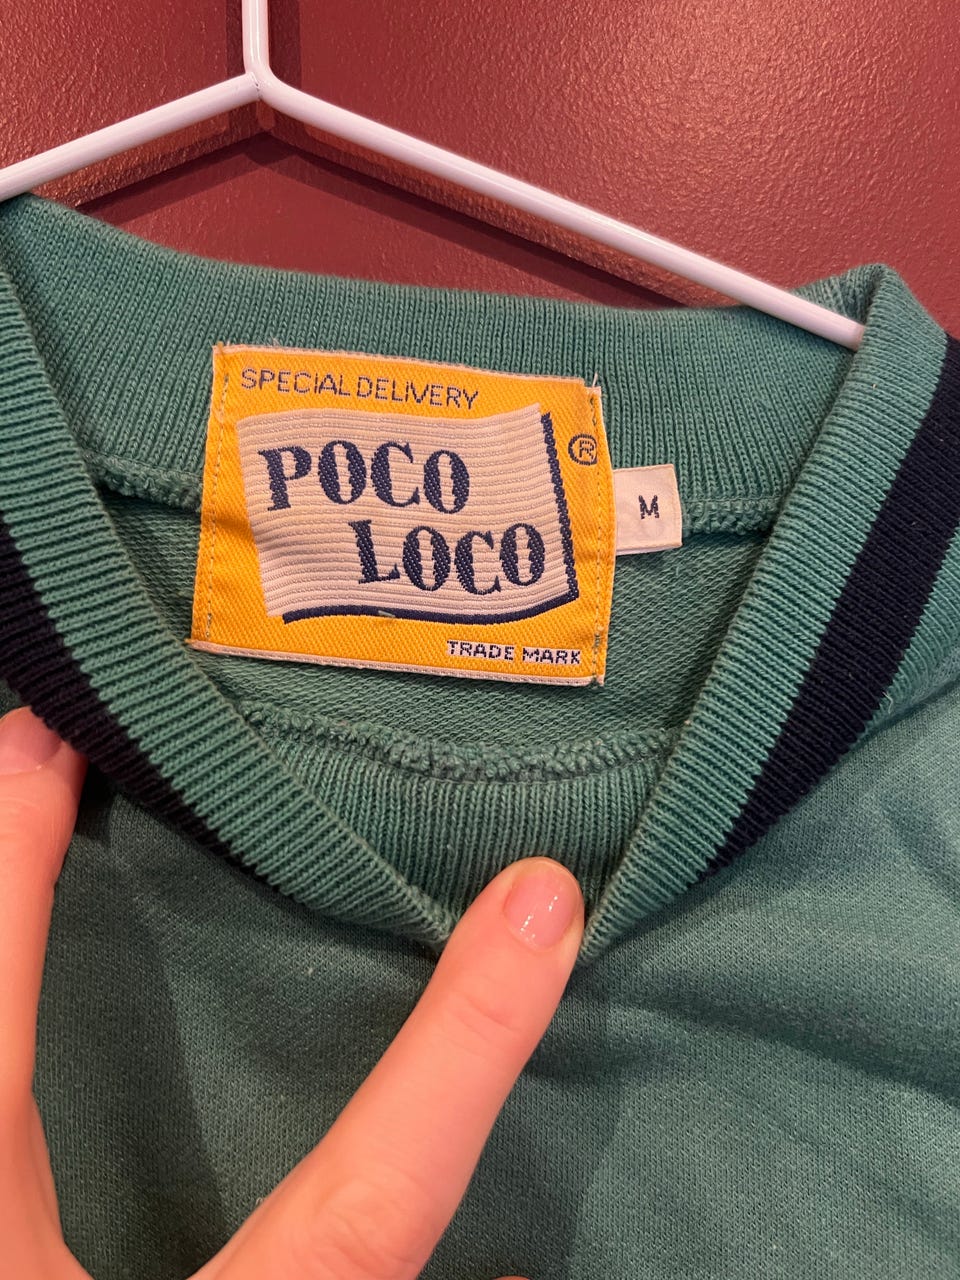 SPECIAL DELIVERY
POCO
LOCO
®
M
TRADE MARK